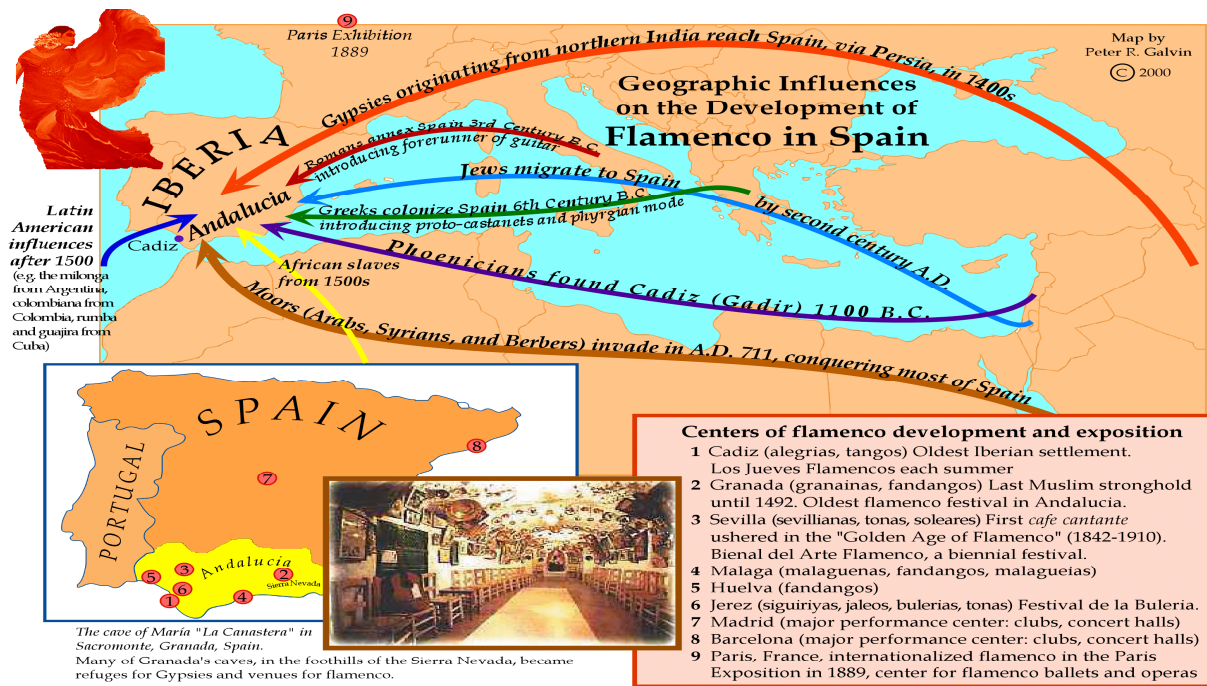 9
Paris Exhibition
1889
Map by
Peter R. Galvin
© 2000
Geographic Influences
on the Development of
Flamenco in Spain
Gypsies originating from northern India reach Spain, via Persia, in 1400s
Romans annex Spain 3rd Century B.C.
introducing forerunner of guitar
Jews migrate to Spain by second century A.D.
Greeks colonize Spain 6th Century B.C.
introducing proto-castanets and phyrgian mode
Phoenicians found Cadiz (Gadir) 1100 B.C.
African slaves
from 1500s
Moors (Arabs, Syrians, and Berbers) invade in A.D. 711, conquering most of Spain
IBERIA
Andalucia
Cadiz
Latin
American
influences
after 1500
(e.g. the milonga
from Argentina,
colombiana from
Colombia, rumba
and guajira from
Cuba)
SPAIN
PORTUGAL
8
7
Andalucia
5
3
2
Sierra Nevada
6
1
4
The cave of María "La Canastera" in
Sacromonte, Granada, Spain.
Many of Granada's caves, in the foothills of the Sierra Nevada, became
refuges for Gypsies and venues for flamenco.
Centers of flamenco development and exposition
1 Cadiz (alegrias, tangos) Oldest Iberian settlement.
Los Jueves Flamencos each summer
2 Granada (granainas, fandangos) Last Muslim stronghold
until 1492. Oldest flamenco festival in Andalucia.
3 Sevilla (sevillianas, tonas, soleares) First cafe cantante
ushered in the "Golden Age of Flamenco" (1842-1910).
Bienal del Arte Flamenco, a biennial festival.
4 Malaga (malaguenas, fandangos, malagueias)
5 Huelva (fandangos)
6 Jerez (siguiriyas, jaleos, bulerias, tonas) Festival de la Buleria.
7 Madrid (major performance center: clubs, concert halls)
8 Barcelona (major performance center: clubs, concert halls)
9 Paris, France, internationalized flamenco in the Paris
Exposition in 1889, center for flamenco ballets and operas